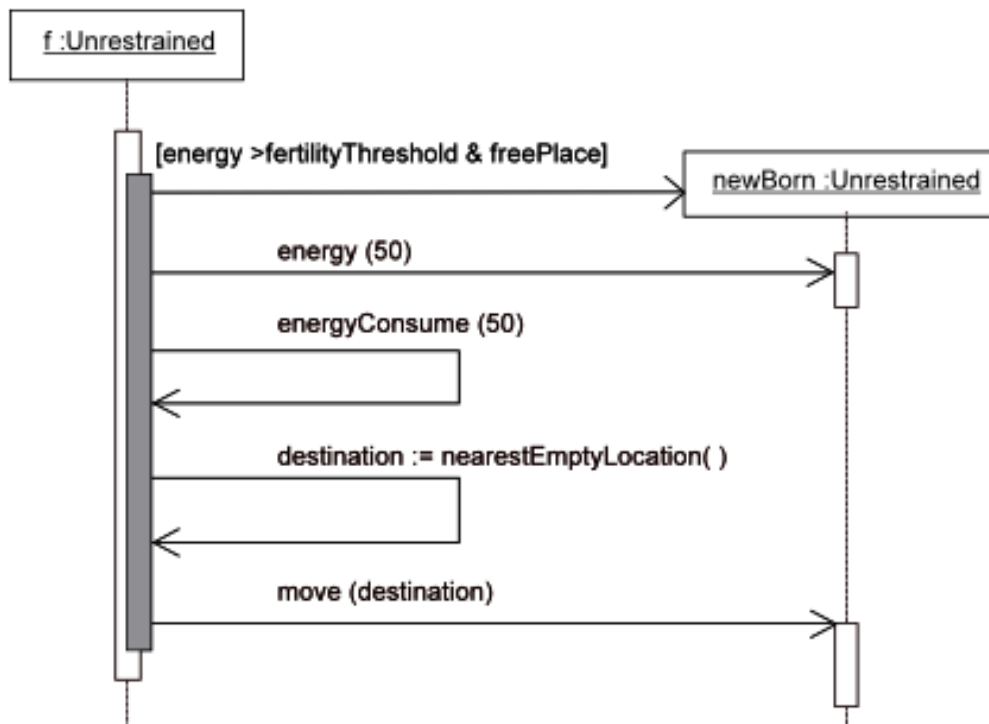 f :Unrestrained
[energy >fertilityThreshold & freePlace]
newBorn :Unrestrained
energy (50)
energyConsume (50)
destination := nearestEmptyLocation( )
move (destination)